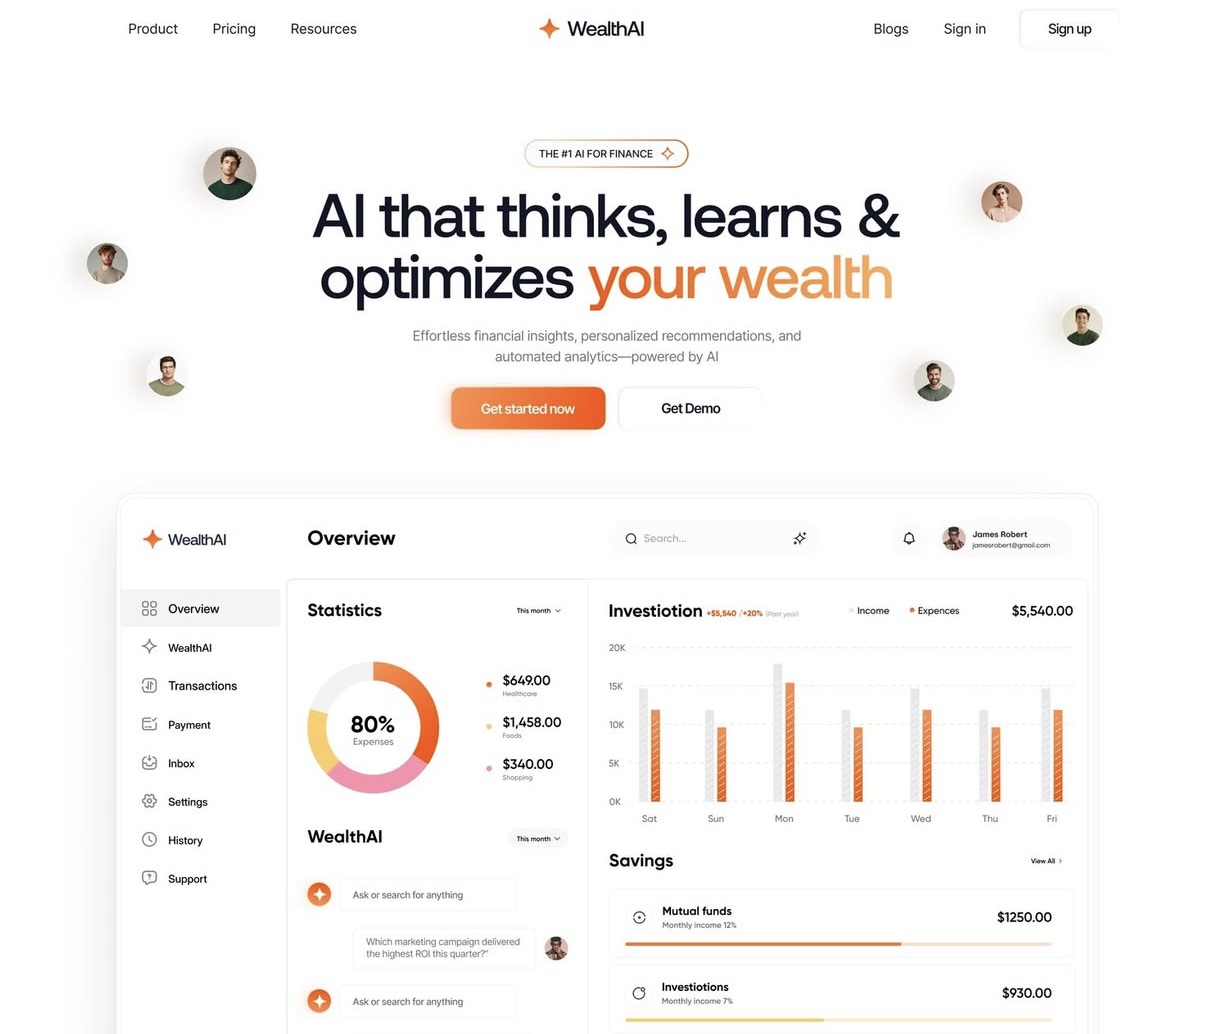 Product
Pricing
Resources
WealthAI
Blogs
Sign in
Sign up
THE #1 AI FOR FINANCE
AI that thinks, learns &
optimizes your wealth
Effortless financial insights, personalized recommendations, and
automated analytics—powered by AI
Get started now
Get Demo
WealthAI
Overview
Search...
James Robert
jamesrobert@gmail.com
Overview
WealthAI
Transactions
Payment
Inbox
Settings
History
Support
Statistics
This month
80%
Expenses
$649.00
Healthcare
$1,458.00
Foods
$340.00
Shopping
WealthAI
This month
Ask or search for anything
Which marketing campaign delivered
the highest ROI this quarter?"
Ask or search for anything
Investiotion +$5,540 /+20% (Past year)
Income
Expences
$5,540.00
20K
15K
10K
5K
0K
Sat
Sun
Mon
Tue
Wed
Thu
Fri
Savings
View All
Mutual funds
Monthly income 12%
$1250.00
Investiotions
Monthly income 7%
$930.00